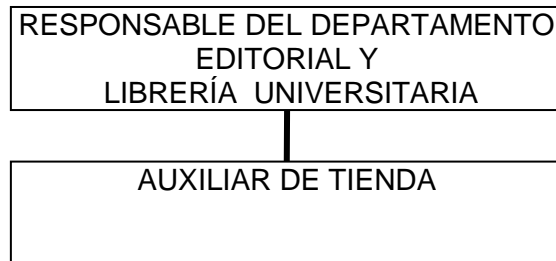 RESPONSABLE DEL DEPARTAMENTO
EDITORIAL Y
LIBRERÍA UNIVERSITARIA
AUXILIAR DE TIENDA